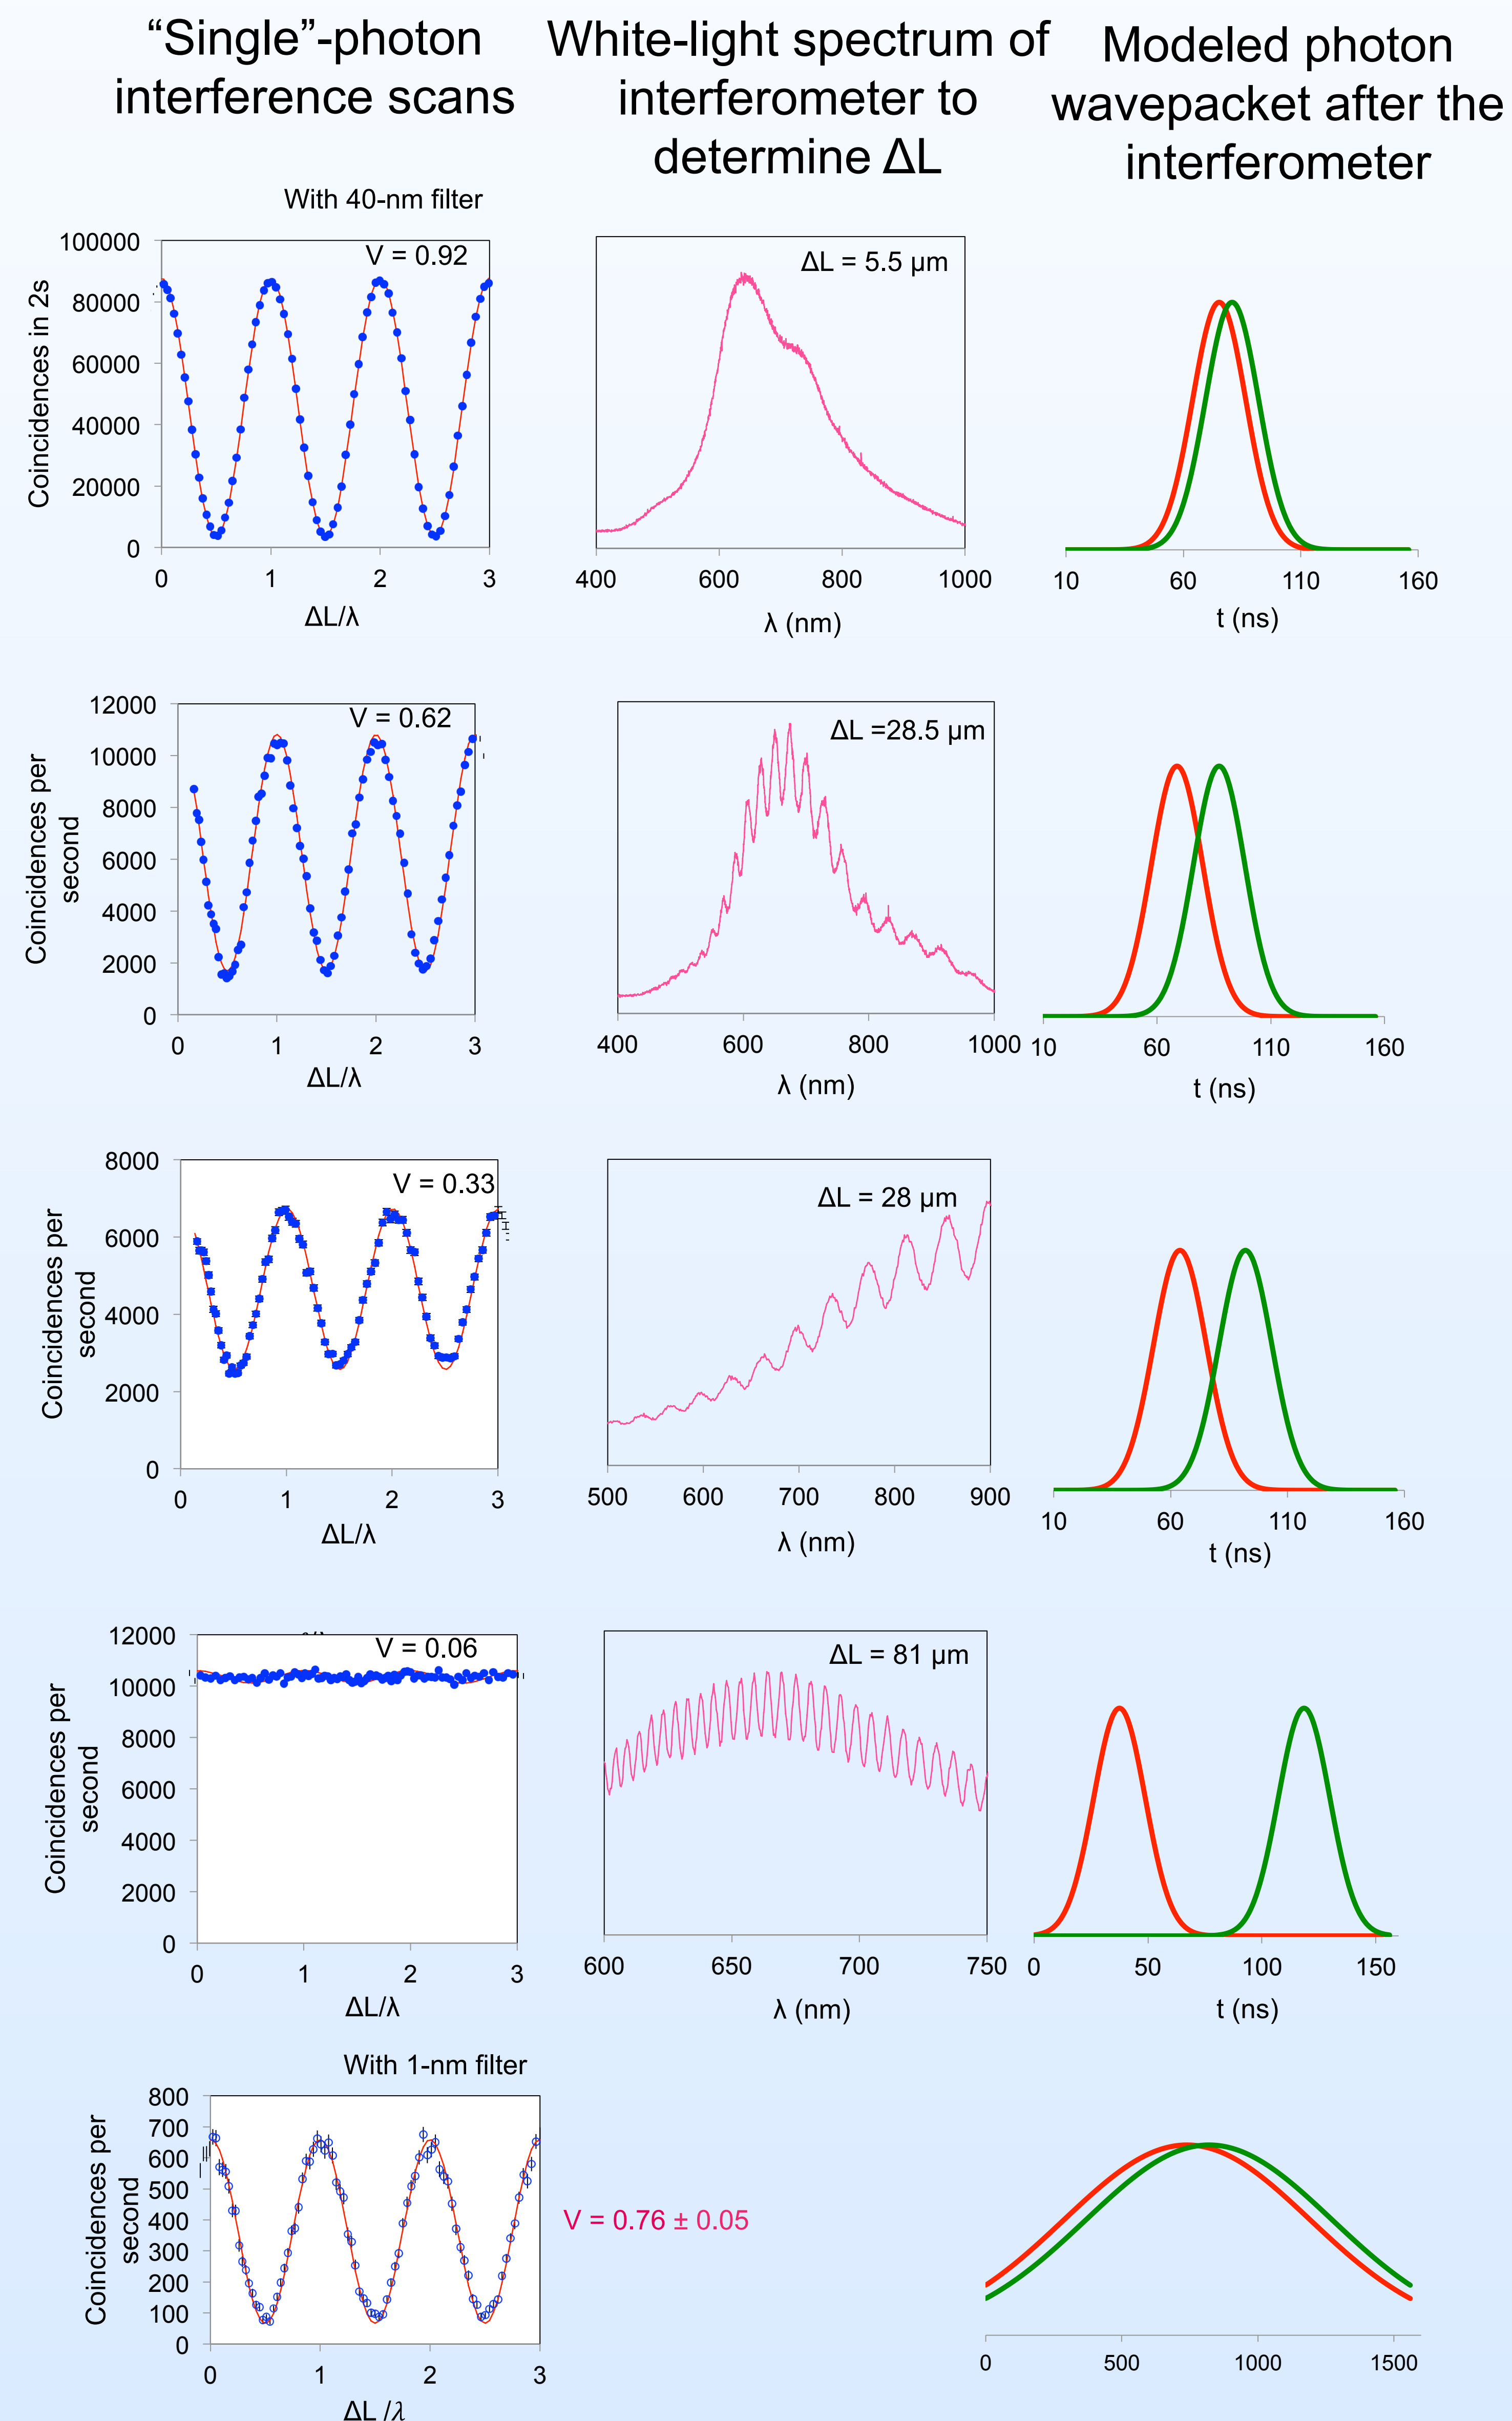 “Single”-photon
interference scans
White-light spectrum of
interferometer to
determine ΔL
Modeled photon
wavepacket after the
interferometer
With 40-nm filter
V = 0.92
100000
80000
60000
40000
20000
0
Coincidences in 2s
0 1 2 3
ΔL/λ
ΔL = 5.5 µm
400 600 800 1000
λ (nm)
10 60 110 160
t (ns)
V = 0.62
12000
10000
8000
6000
4000
2000
0
Coincidences per
second
0 1 2 3
ΔL/λ
ΔL =28.5 µm
400 600 800 1000
λ (nm)
10 60 110 160
t (ns)
V = 0.33
8000
6000
4000
2000
0
Coincidences per
second
0 1 2 3
ΔL/λ
ΔL = 28 µm
500 600 700 800 900
λ (nm)
10 60 110 160
t (ns)
V = 0.06
12000
10000
8000
6000
4000
2000
0
Coincidences per
second
0 1 2 3
ΔL/λ
ΔL = 81 µm
600 650 700 750
λ (nm)
0 50 100 150
t (ns)
With 1-nm filter
800
700
600
500
400
300
200
100
0
Coincidences per
second
0 1 2 3
ΔL /λ
V = 0.76 ± 0.05
0 500 1000 1500